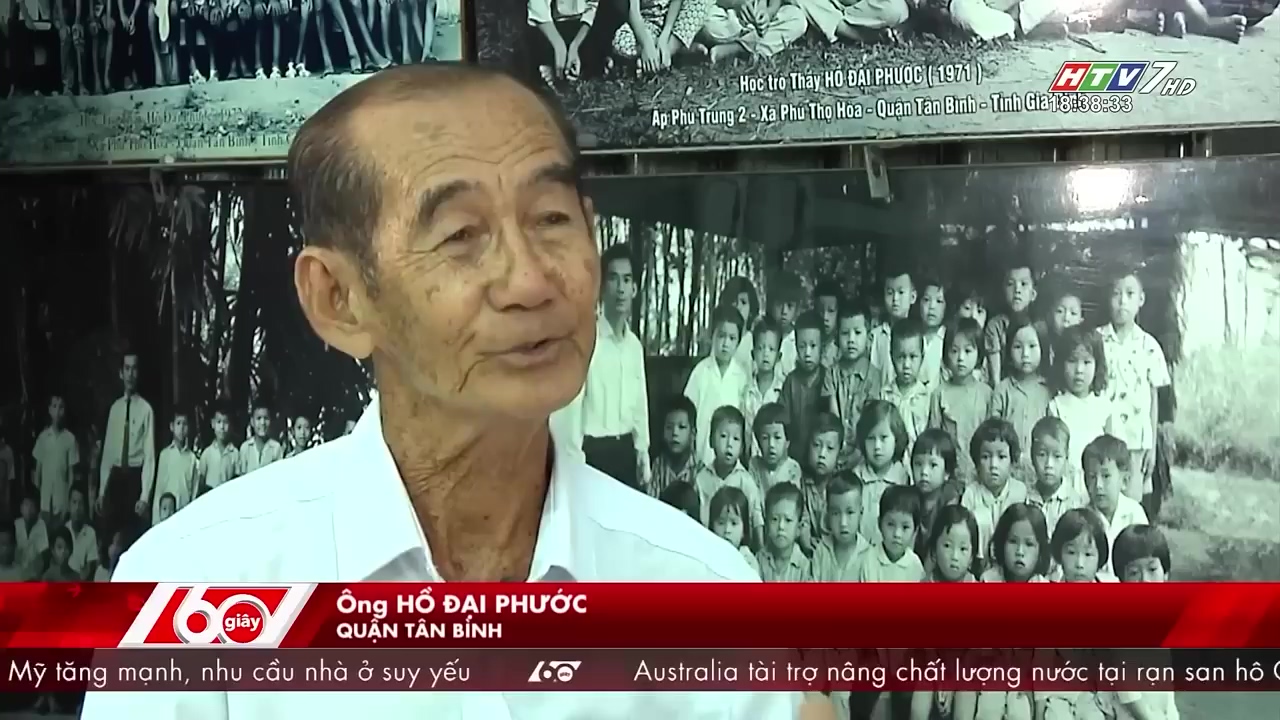 Học trò Thầy HỒ ĐẠI PHƯỚC ( 1971 )
Ấp Phú Trung 2 - Xã Phú Thọ Hòa - Quận Tân Bình - Tỉnh Gia
HTV7 HD
18:38:33
60 giây
Ông HỒ ĐẠI PHƯỚC
QUẬN TÂN BÌNH
Mỹ tăng mạnh, nhu cầu nhà ở suy yếu 60 giây Australia tài trợ nâng chất lượng nước tại rạn san hô